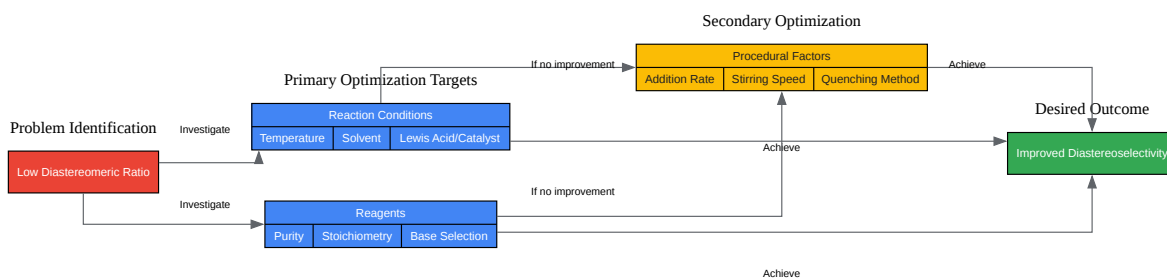 Secondary Optimization
Procedural Factors
Addition Rate
Stirring Speed
Quenching Method
If no improvement
Achieve
Primary Optimization Targets
Reaction Conditions
Temperature
Solvent
Lewis Acid/Catalyst
Desired Outcome
Improved Diastereoselectivity
Achieve
Problem Identification
Low Diastereomeric Ratio
Investigate
Investigate
If no improvement
Reagents
Purity
Stoichiometry
Base Selection
Achieve